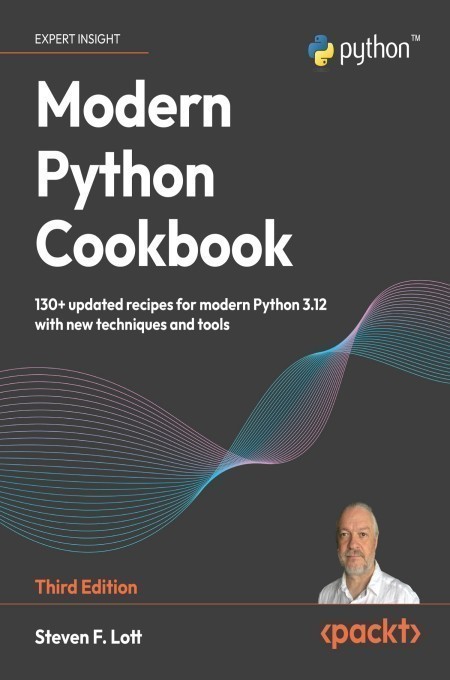 EXPERT INSIGHT
python™
Modern
Python
Cookbook
130+ updated recipes for modern Python 3.12
with new techniques and tools
Third Edition
Steven F. Lott
<packt>